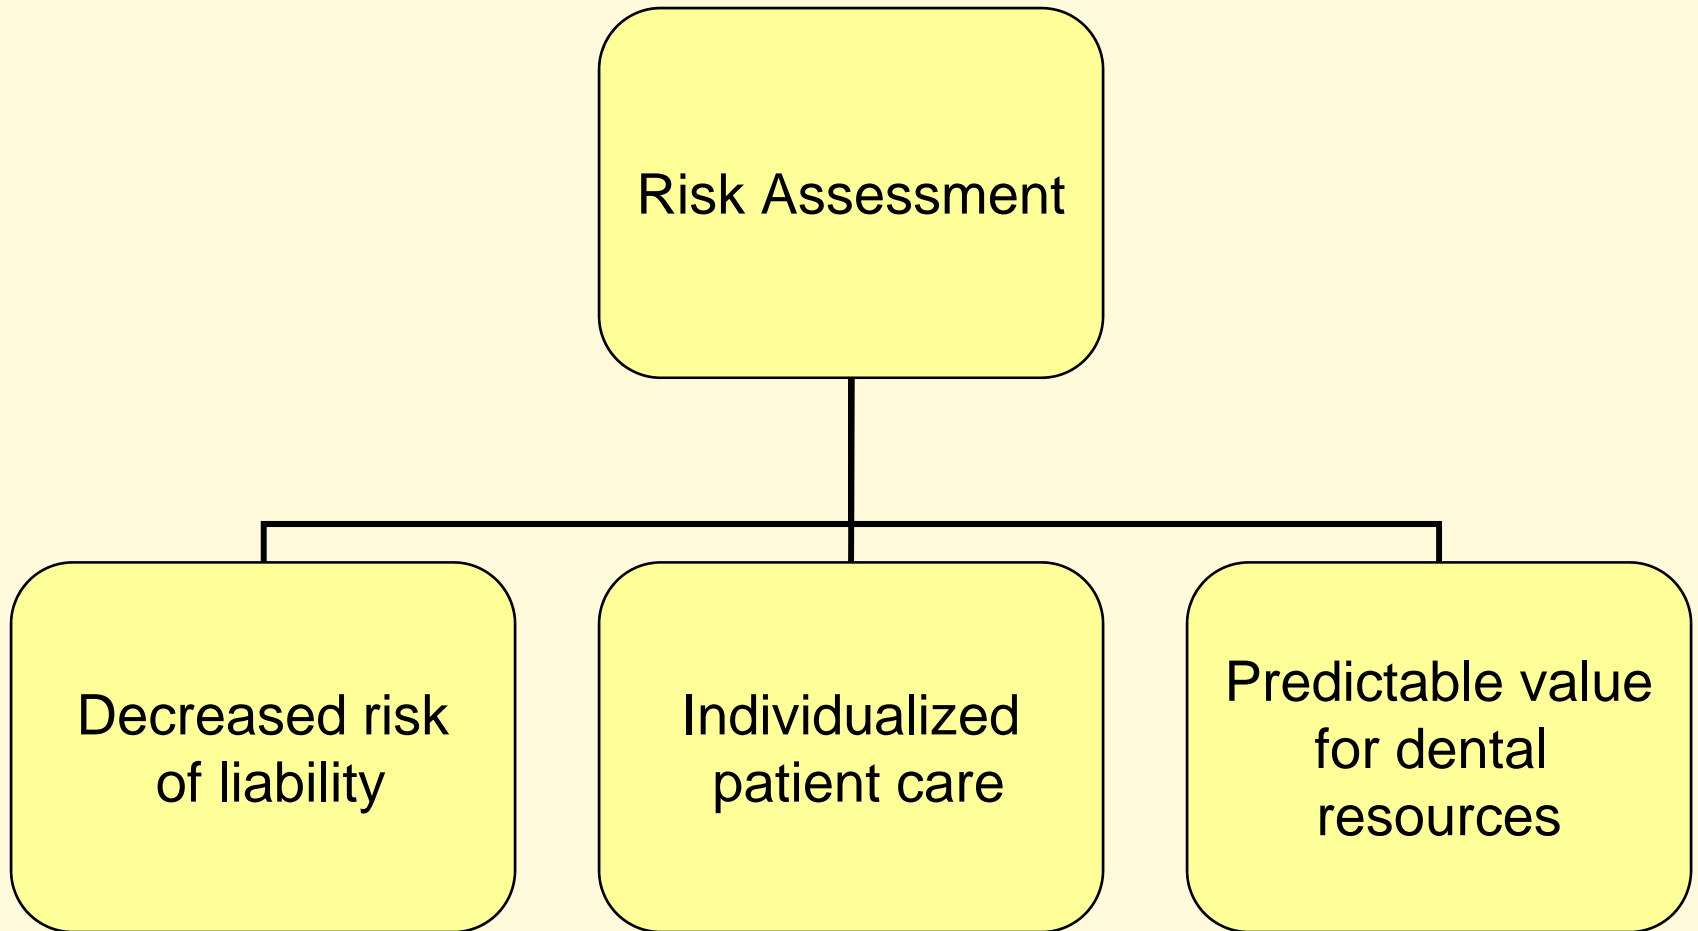 Risk Assessment
Decreased risk
of liability
Individualized
patient care
Predictable value
for dental
resources